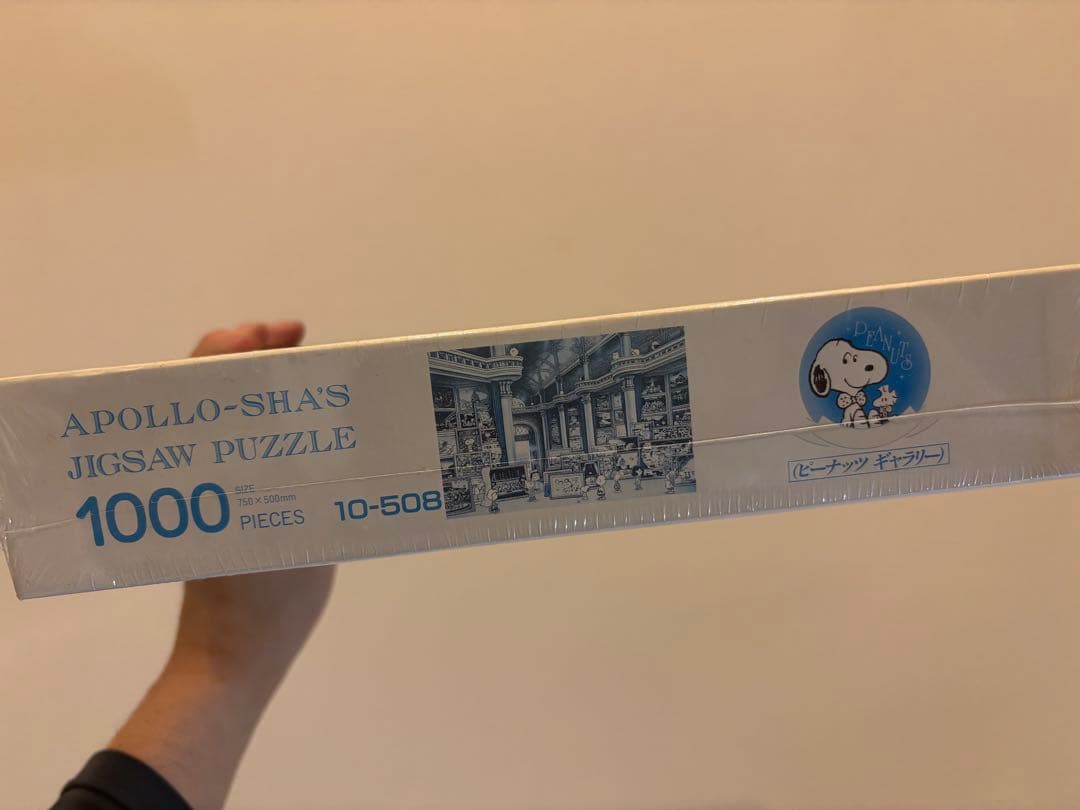 APOLLO-SHA'S
JIGSAW PUZZLE
1000
SIZE
750×500mm
PIECES
10-508
PEANUTS
(ピーナッツ ギャラリー)